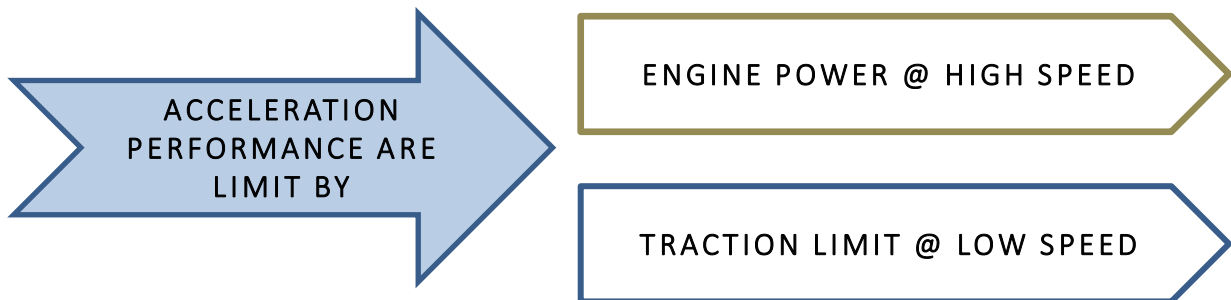 ACCELERATION
PERFORMANCE ARE
LIMIT BY
ENGINE POWER @ HIGH SPEED
TRACTION LIMIT @ LOW SPEED